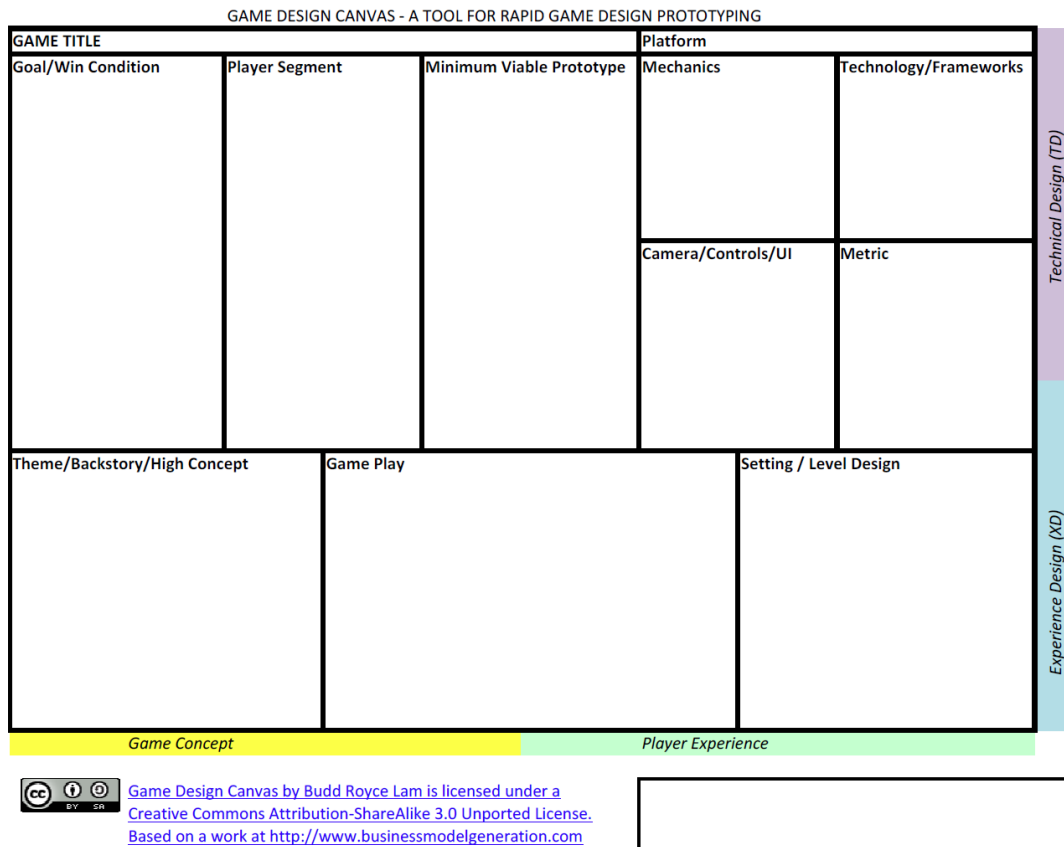 GAME DESIGN CANVAS - A TOOL FOR RAPID GAME DESIGN PROTOTYPING
GAME TITLE
Platform
Goal/Win Condition
Player Segment
Minimum Viable Prototype
Mechanics
Technology/Frameworks
Technical Design (TD)
Camera/Controls/UI
Metric
Theme/Backstory/High Concept
Game Play
Setting / Level Design
Experience Design (XD)
Game Concept
Player Experience
cc
BY SA
Game Design Canvas by Budd Royce Lam is licensed under a
Creative Commons Attribution-ShareAlike 3.0 Unported License.
Based on a work at http://www.businessmodelgeneration.com